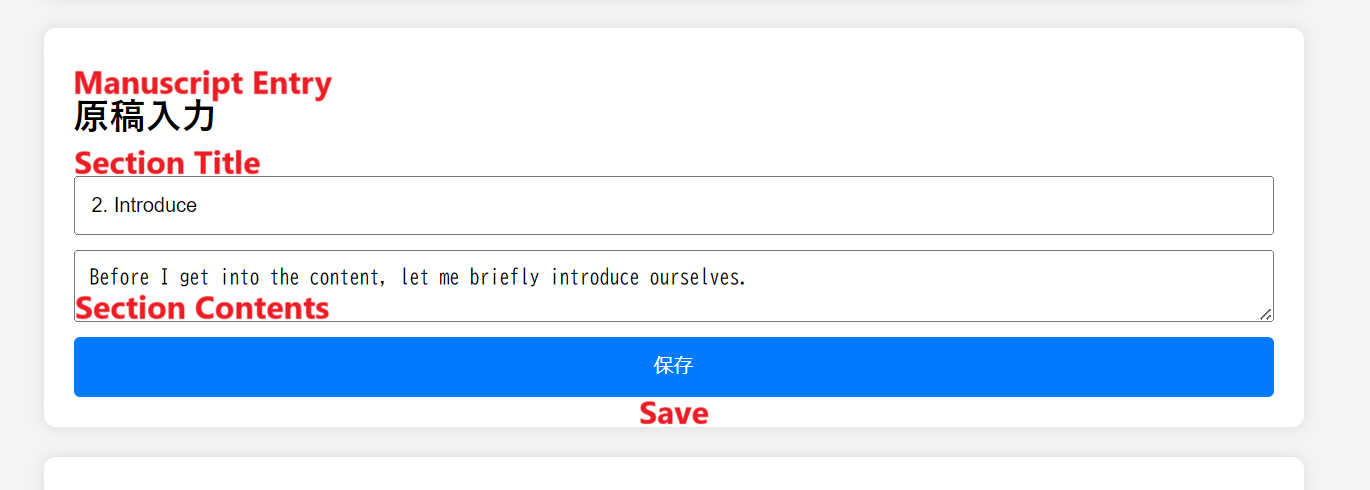 Manuscript Entry
原稿入力
Section Title
2. Introduce
Before I get into the content, let me briefly introduce ourselves.
Section Contents
保存
Save